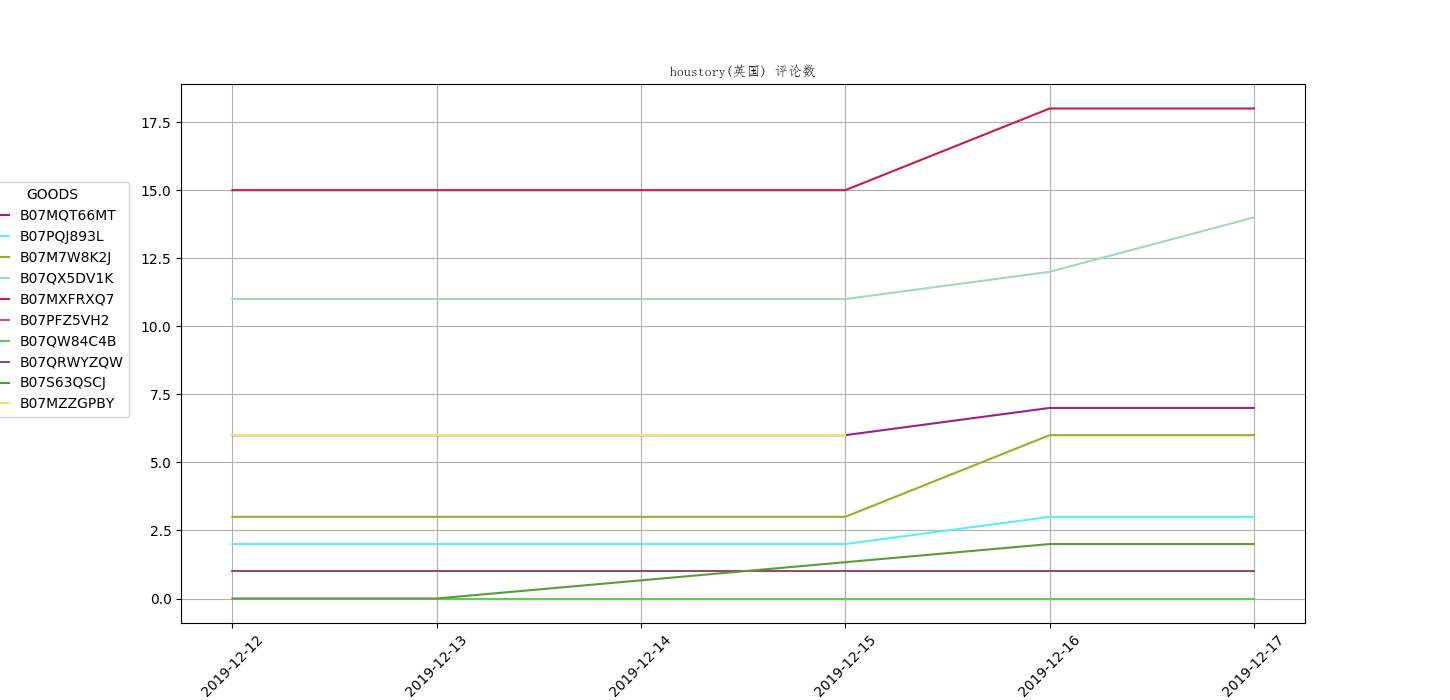 houstory(英国) 评论数
17.5
15.0
12.5
10.0
7.5
5.0
2.5
0.0
GOODS
B07MQT66MT
B07PQJ893L
B07M7W8K2J
B07QX5DV1K
B07MXFRXQ7
B07PFZ5VH2
B07QW84C4B
B07QRWYZQW
B07S63QSCJ
B07MZZGPBY
2019-12-12
2019-12-13
2019-12-14
2019-12-15
2019-12-16
2019-12-17